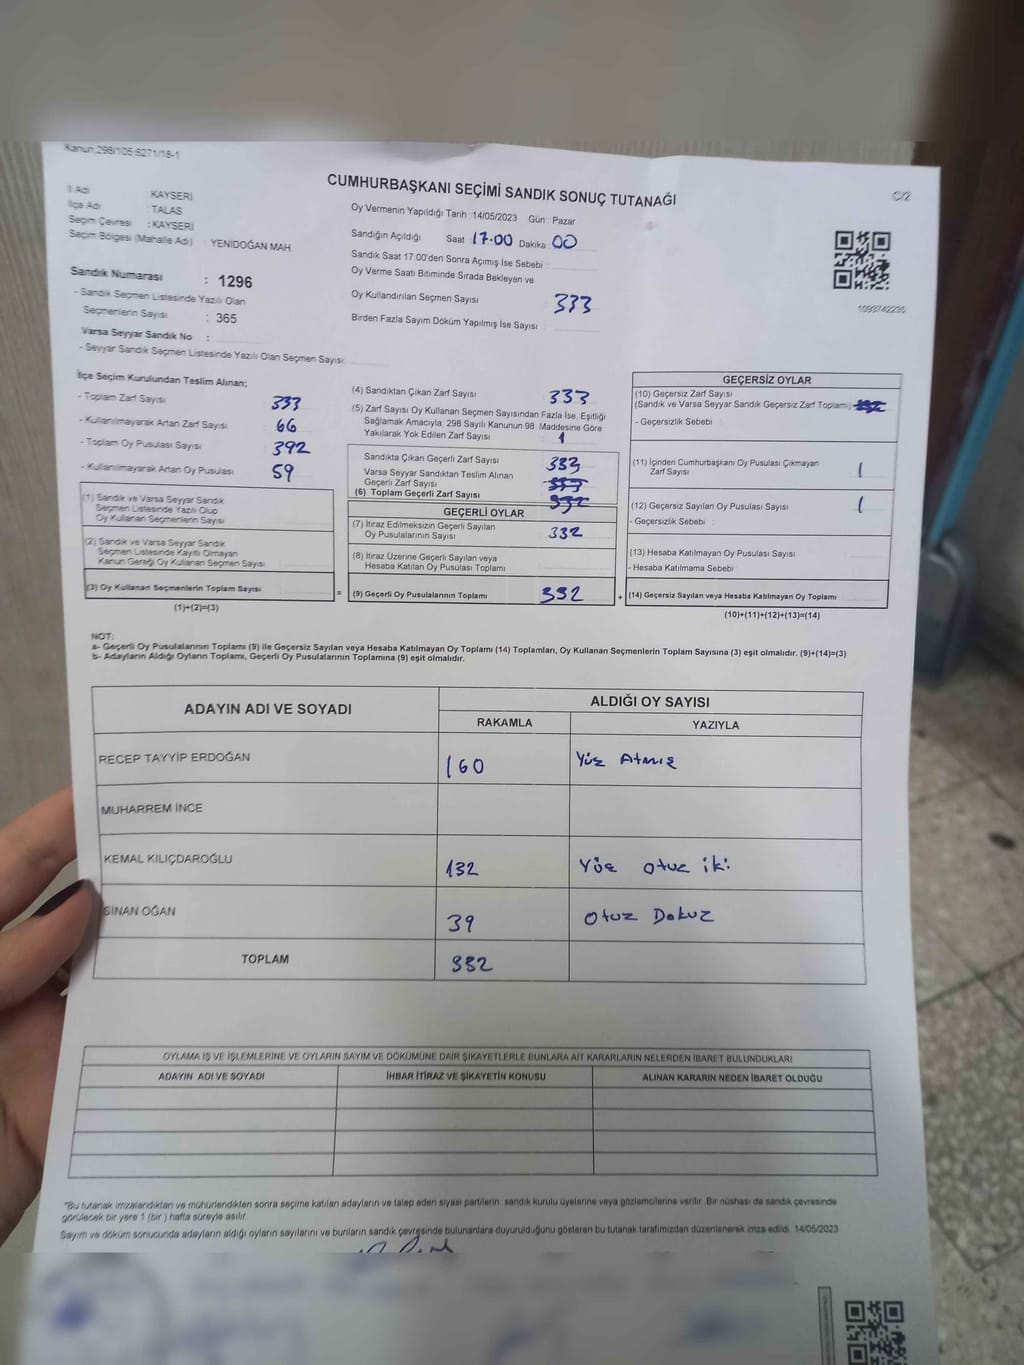 Kanun:298/105,6271/18-1
C/2
CUMHURBAŞKANI SEÇİMİ SANDIK SONUÇ TUTANAĞI
İl Adı KAYSERİ
İlçe Adı : TALAS
Seçim Çevresi : KAYSERİ
Seçim Bölgesi (Mahalle Adı) YENİDOĞAN MAH.
Sandık Numarası : 1296
- Sandık Seçmen Listesinde Yazılı Olan
Seçmenlerin Sayısı : 365
Varsa Seyyar Sandık No :
- Seyyar Sandık Seçmen Listesinde Yazılı Olan Seçmen Sayısı:
Oy Vermenin Yapıldığı Tarih :14/05/2023 Gün Pazar
Sandığın Açıldığı Saat 17.00 Dakika 00
Sandık Saat 17.00'den Sonra Açımış İse Sebebi :
Oy Verme Saati Bitiminde Sırada Bekleyen ve
Oy Kullandırılan Seçmen Sayısı 333
Birden Fazla Sayım Döküm Yapılmış İse Sayısı :
1093742235
İlçe Seçim Kurulundan Teslim Alınan;
- Toplam Zarf Sayısı 333
- Kullanılmayarak Artan Zarf Sayısı 66
- Toplam Oy Pusulası Sayısı 392
- Kullanılmayarak Artan Oy Pusulası 59
(1) Sandık ve Varsa Seyyar Sandık
Seçmen Listesinde Yazılı Olup
Oy Kullanan Seçmenlerin Sayısı
(2) Sandık ve Varsa Seyyar Sandık
Seçmen Listesinde Kayıtlı Olmayan
Kanun Gereği Oy Kullanan Seçmen Sayısı
(3) Oy Kullanan Seçmenlerin Toplam Sayısı
(1)+(2)=(3)
(4) Sandıktan Çıkan Zarf Sayısı 333
(5) Zarf Sayısı Oy Kullanan Seçmen Sayısından Fazla İse, Eşitliği
Sağlamak Amacıyla; 298 Sayılı Kanunun 98. Maddesine Göre
Yakılarak Yok Edilen Zarf Sayısı 1
Sandıkta Çıkan Geçerli Zarf Sayısı 333
Varsa Seyyar Sandıktan Teslim Alınan
Geçerli Zarf Sayısı
(6) Toplam Geçerli Zarf Sayısı 332
GEÇERLİ OYLAR
(7) İtiraz Edilmeksizin Geçerli Sayılan
Oy Pusulalarının Sayısı 332
(8) İtiraz Üzerine Geçerli Sayılan veya
Hesaba Katılan Oy Pusulası Toplamı
= (9) Geçerli Oy Pusulalarının Toplamı 332 +
GEÇERSİZ OYLAR
(10) Geçersiz Zarf Sayısı
(Sandık ve Varsa Seyyar Sandık Geçersiz Zarf Toplamı)
- Geçersizlik Sebebi
(11) İçinden Cumhurbaşkanı Oy Pusulası Çıkmayan
Zarf Sayısı 1
(12) Geçersiz Sayılan Oy Pusulası Sayısı 1
- Geçersizlik Sebebi
(13) Hesaba Katılmayan Oy Pusulası Sayısı
- Hesaba Katılmama Sebebi
(14) Geçersiz Sayılan veya Hesaba Katılmayan Oy Toplamı
(10)+(11)+(12)+(13)=(14)
NOT:
a- Geçerli Oy Pusulalarının Toplamı (9) ile Geçersiz Sayılan veya Hesaba Katılmayan Oy Toplamı (14) Toplamları, Oy Kullanan Seçmenlerin Toplam Sayısına (3) eşit olmalıdır. (9)+(14)=(3)
b- Adayların Aldığı Oyların Toplamı, Geçerli Oy Pusulalarının Toplamına (9) eşit olmalıdır.
ADAYIN ADI VE SOYADI ALDIĞI OY SAYISI
RAKAMLA YAZIYLA
RECEP TAYYİP ERDOĞAN 160 Yüz Atmış
MUHARREM İNCE
KEMAL KILIÇDAROĞLU 132 Yüz otuz iki
SİNAN OĞAN 39 Otuz Dokuz
TOPLAM 332
OYLAMA İŞ VE İŞLEMLERİNE VE OYLARIN SAYIM VE DÖKÜMÜNE DAİR ŞİKAYETLERLE BUNLARA AİT KARARLARIN NELERDEN İBARET BULUNDUKLARI
ADAYIN ADI VE SOYADI İHBAR İTİRAZ VE ŞİKAYETİN KONUSU ALINAN KARARIN NEDEN İBARET OLDUĞU
*Bu tutanak imzalandıktan ve mühürlendikten sonra seçime katılan adayların ve talep eden siyasi partilerin sandık kurulu üyelerine veya gözlemcilerine verilir. Bir nüshası da sandık çevresinde
görülecek bir yere 1 (bir ) hafta süreyle asılır.
Sayım ve döküm sonucunda adayların aldığı oyların sayılarını ve bunların sandık çevresinde bulunanlara duyurulduğunu gösteren bu tutanak tarafımızdan düzenlenerek imza edildi. 14/05/2023